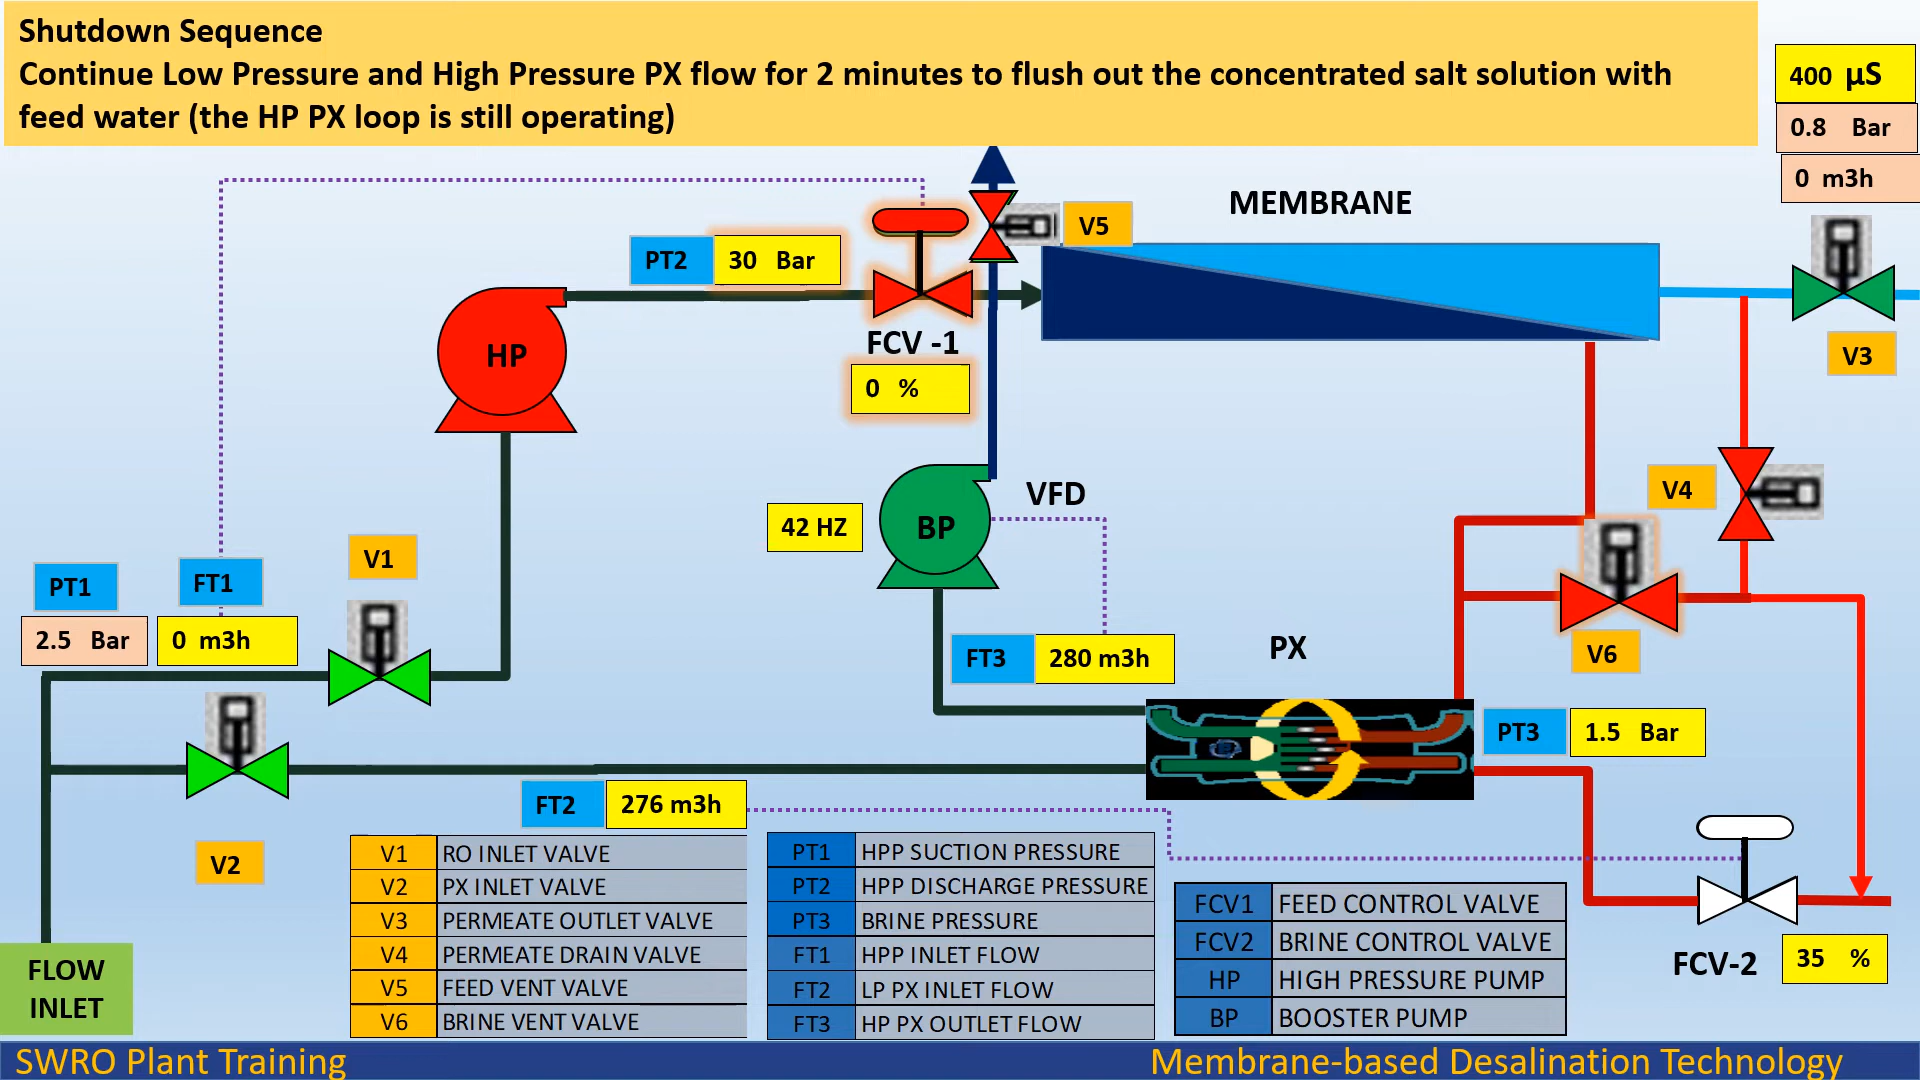 Shutdown Sequence
Continue Low Pressure and High Pressure PX flow for 2 minutes to flush out the concentrated salt solution with
feed water (the HP PX loop is still operating)
400 µS
0.8 Bar
0 m3h
MEMBRANE
V5
PT2 30 Bar
FCV -1
0 %
HP
V3
BP
VFD
42 HZ
V4
V1
PT1
FT1
2.5 Bar
0 m3h
FT3 280 m3h
PX
V6
PT3 1.5 Bar
FT2 276 m3h
V2
V1 RO INLET VALVE
V2 PX INLET VALVE
V3 PERMEATE OUTLET VALVE
V4 PERMEATE DRAIN VALVE
V5 FEED VENT VALVE
V6 BRINE VENT VALVE
PT1 HPP SUCTION PRESSURE
PT2 HPP DISCHARGE PRESSURE
PT3 BRINE PRESSURE
FT1 HPP INLET FLOW
FT2 LP PX INLET FLOW
FT3 HP PX OUTLET FLOW
FCV1 FEED CONTROL VALVE
FCV2 BRINE CONTROL VALVE
HP HIGH PRESSURE PUMP
BP BOOSTER PUMP
FCV-2
35 %
FLOW
INLET
SWRO Plant Training
Membrane-based Desalination Technology